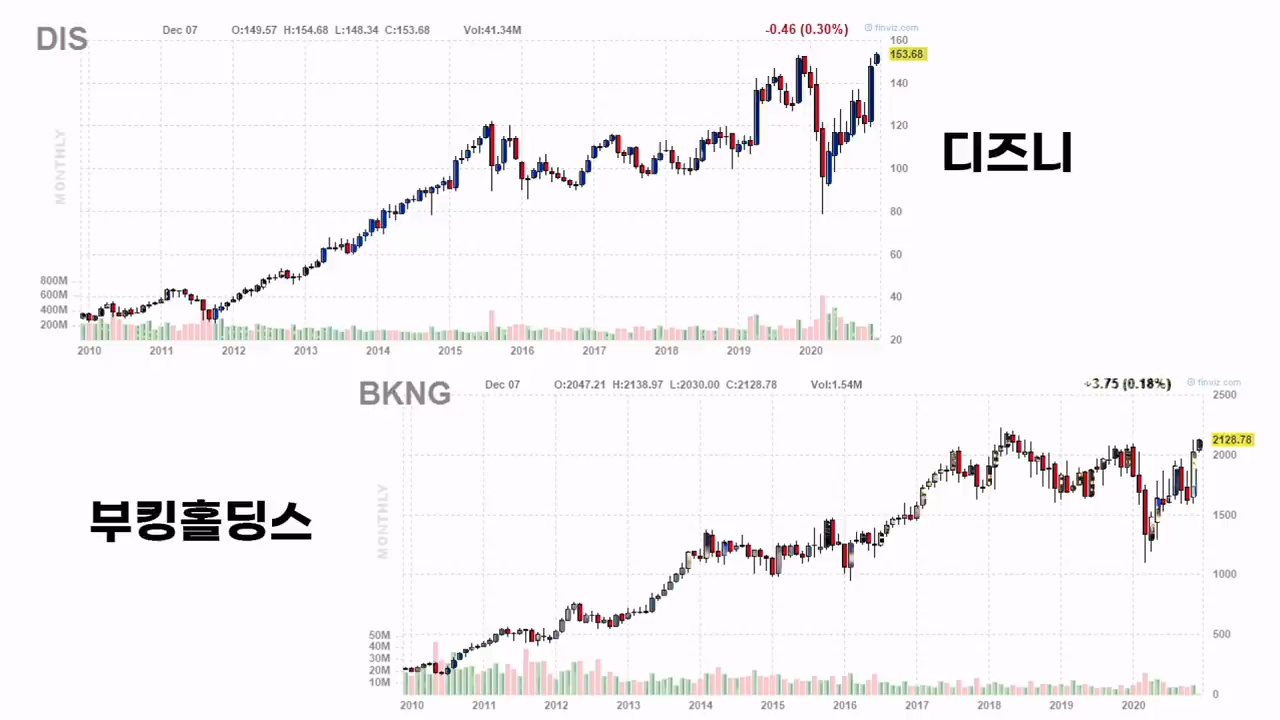 DIS
Dec 07 O:149.57 H:154.68 L:148.34 C:153.68 Vol:41.34M
-0.46 (0.30%)
© finviz.com
MONTHLY
160
153.68
140
120
100
80
60
40
20
800M
600M
400M
200M
2010 2011 2012 2013 2014 2015 2016 2017 2018 2019 2020
디즈니
BKNG
Dec 07 O:2047.21 H:2138.97 L:2030.00 C:2128.78 Vol:1.54M
3.75 (0.18%)
© finviz.com
MONTHLY
2500
2128.78
2000
1500
1000
500
0
50M
40M
30M
20M
10M
2010 2011 2012 2013 2014 2015 2016 2017 2018 2019 2020
부킹홀딩스